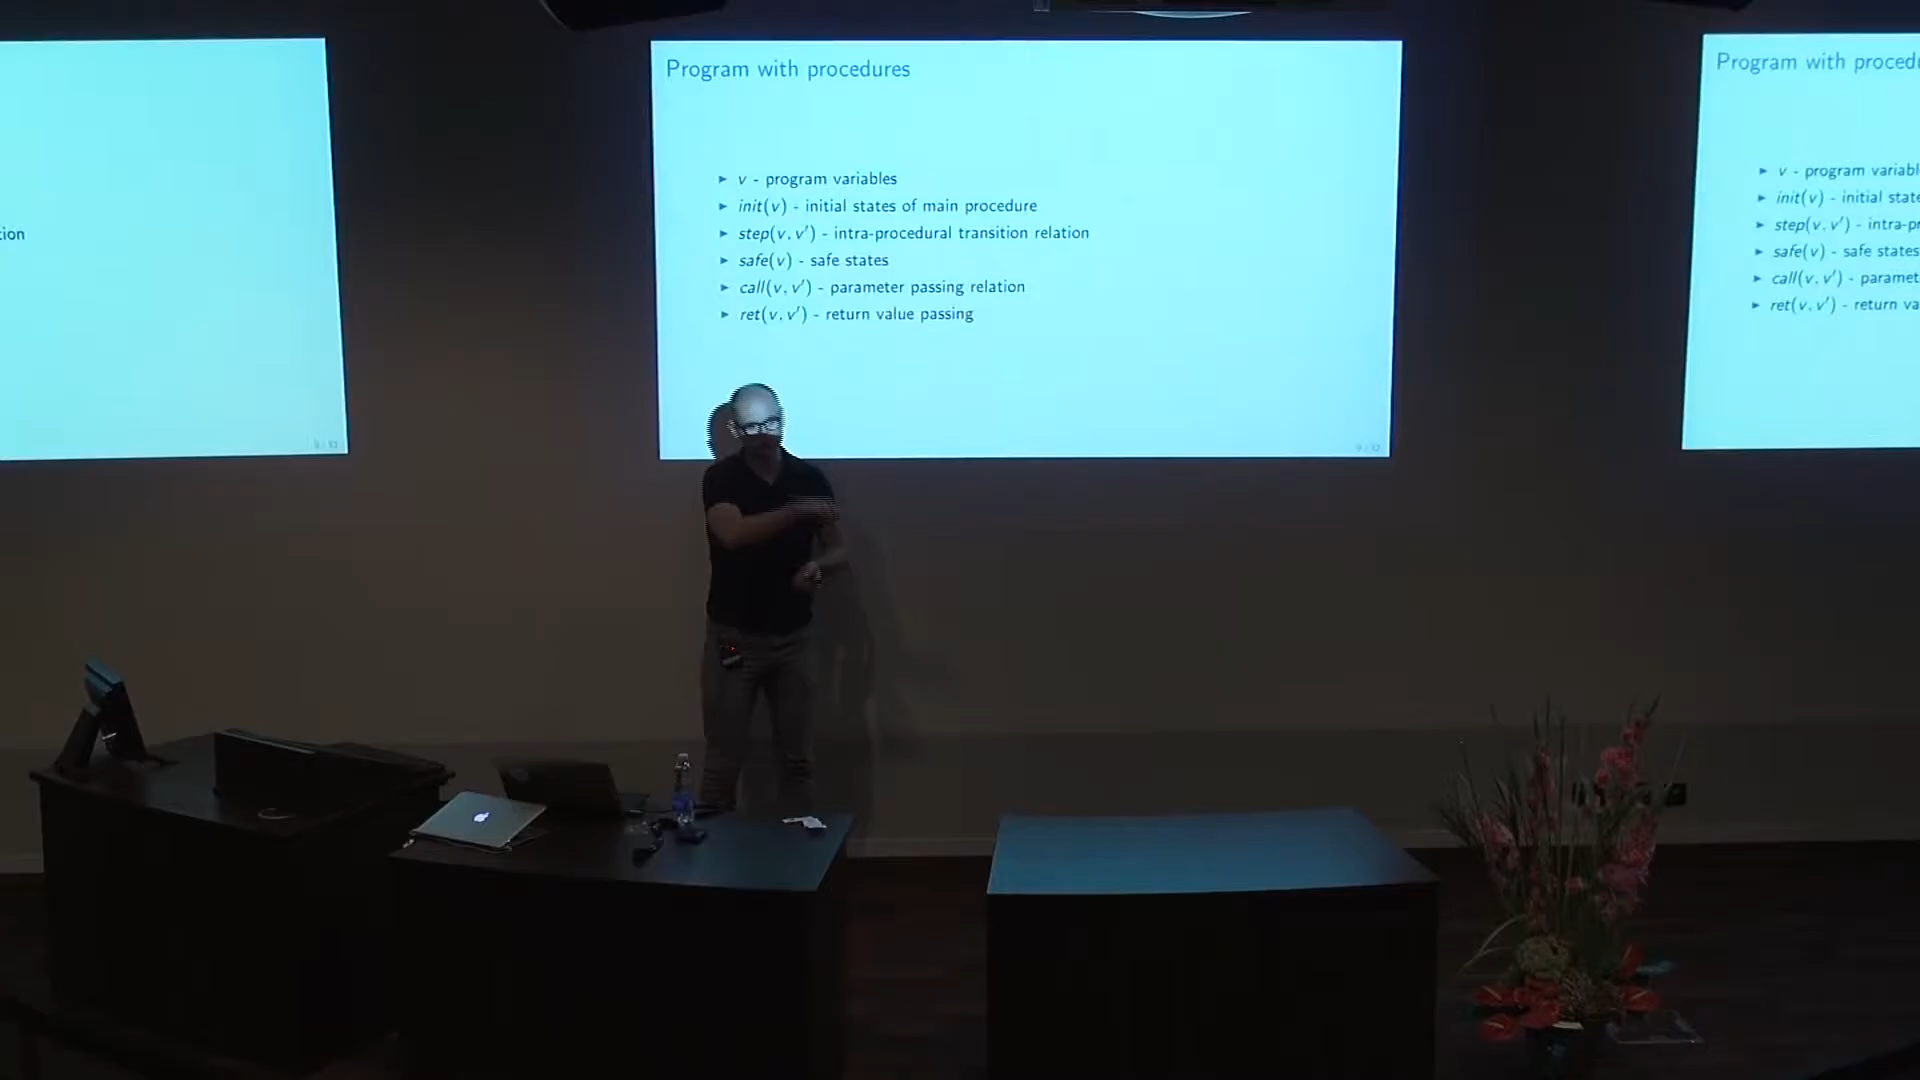 ion
Program with procedures
► v - program variables
► init(v) - initial states of main procedure
► step(v, v′) - intra-procedural transition relation
► safe(v) - safe states
► call(v, v′) - parameter passing relation
► ret(v, v′) - return value passing
Program with procedu
► v - program variabl
► init(v) - initial state
► step(v, v′) - intra-pr
► safe(v) - safe states
► call(v, v′) - paramet
► ret(v, v′) - return va